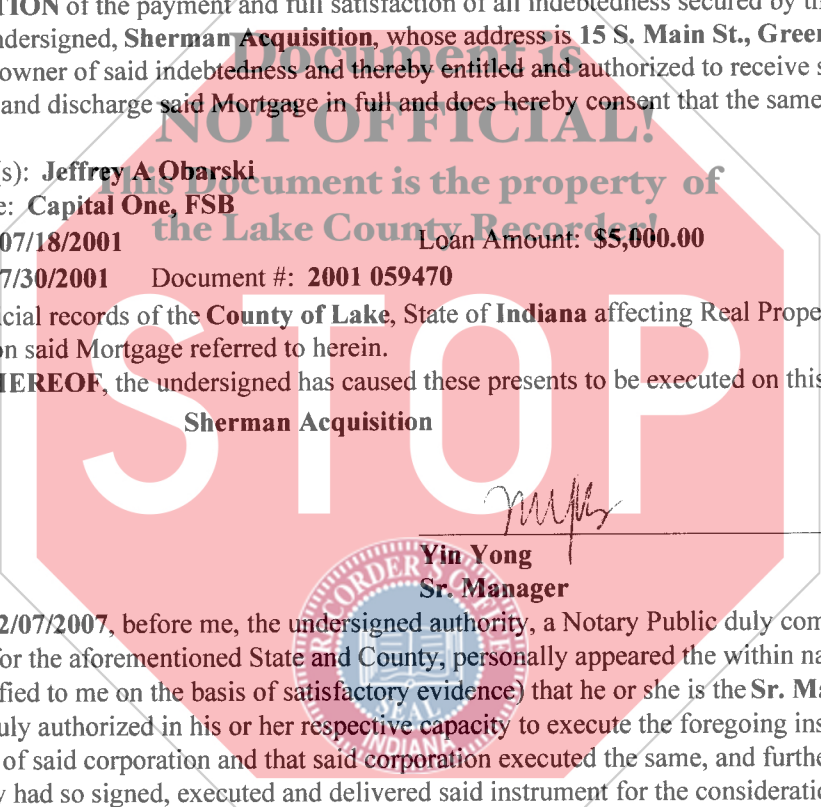 TION of the payment and full satisfaction of all indebtedness secured by th
ndersigned, Sherman Acquisition, whose address is 15 S. Main St., Green
Document is
owner of said indebtedness and thereby entitled and authorized to receive s
and discharge said Mortgage in full and does hereby consent that the same
NOT OFFICIAL!
(s): Jeffrey A Obarski
This Document is the property of
e: Capital One, FSB
the Lake County Recorder!
07/18/2001 Loan Amount: $5,000.00
7/30/2001 Document #: 2001 059470
icial records of the County of Lake, State of Indiana affecting Real Prope
on said Mortgage referred to herein.
HEREOF, the undersigned has caused these presents to be executed on this
Sherman Acquisition
STOP
Yin Yong
Sr. Manager
2/07/2007, before me, the undersigned authority, a Notary Public duly com
for the aforementioned State and County, personally appeared the within na
fied to me on the basis of satisfactory evidence) that he or she is the Sr. Ma
uly authorized in his or her respective capacity to execute the foregoing ins
of said corporation and that said corporation executed the same, and furthe
y had so signed, executed and delivered said instrument for the consideratio
RECORDER'S OFFICE
SEAL
INDIANA